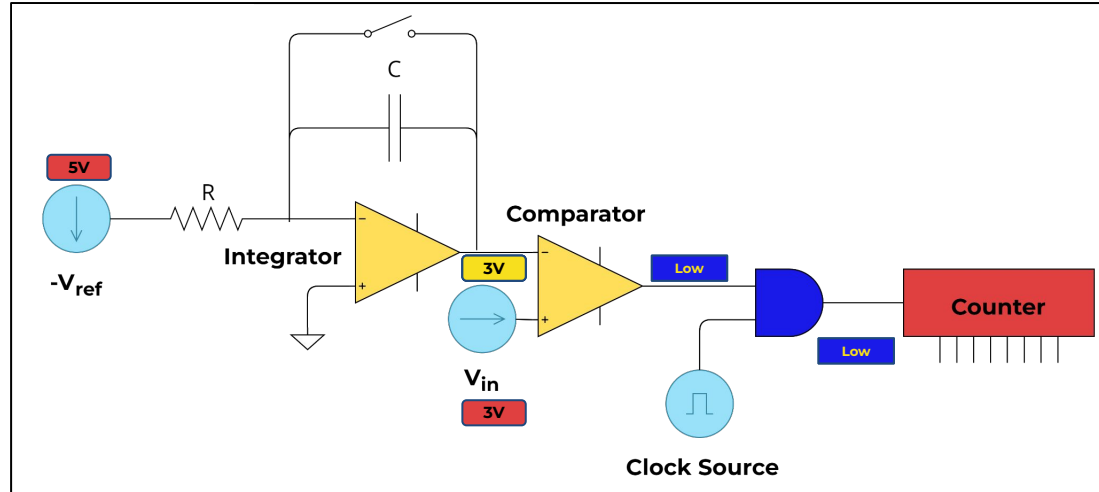 C
5V
R
Comparator
Integrator
3V
Low
-Vref
Counter
Low
Vin
3V
Clock Source